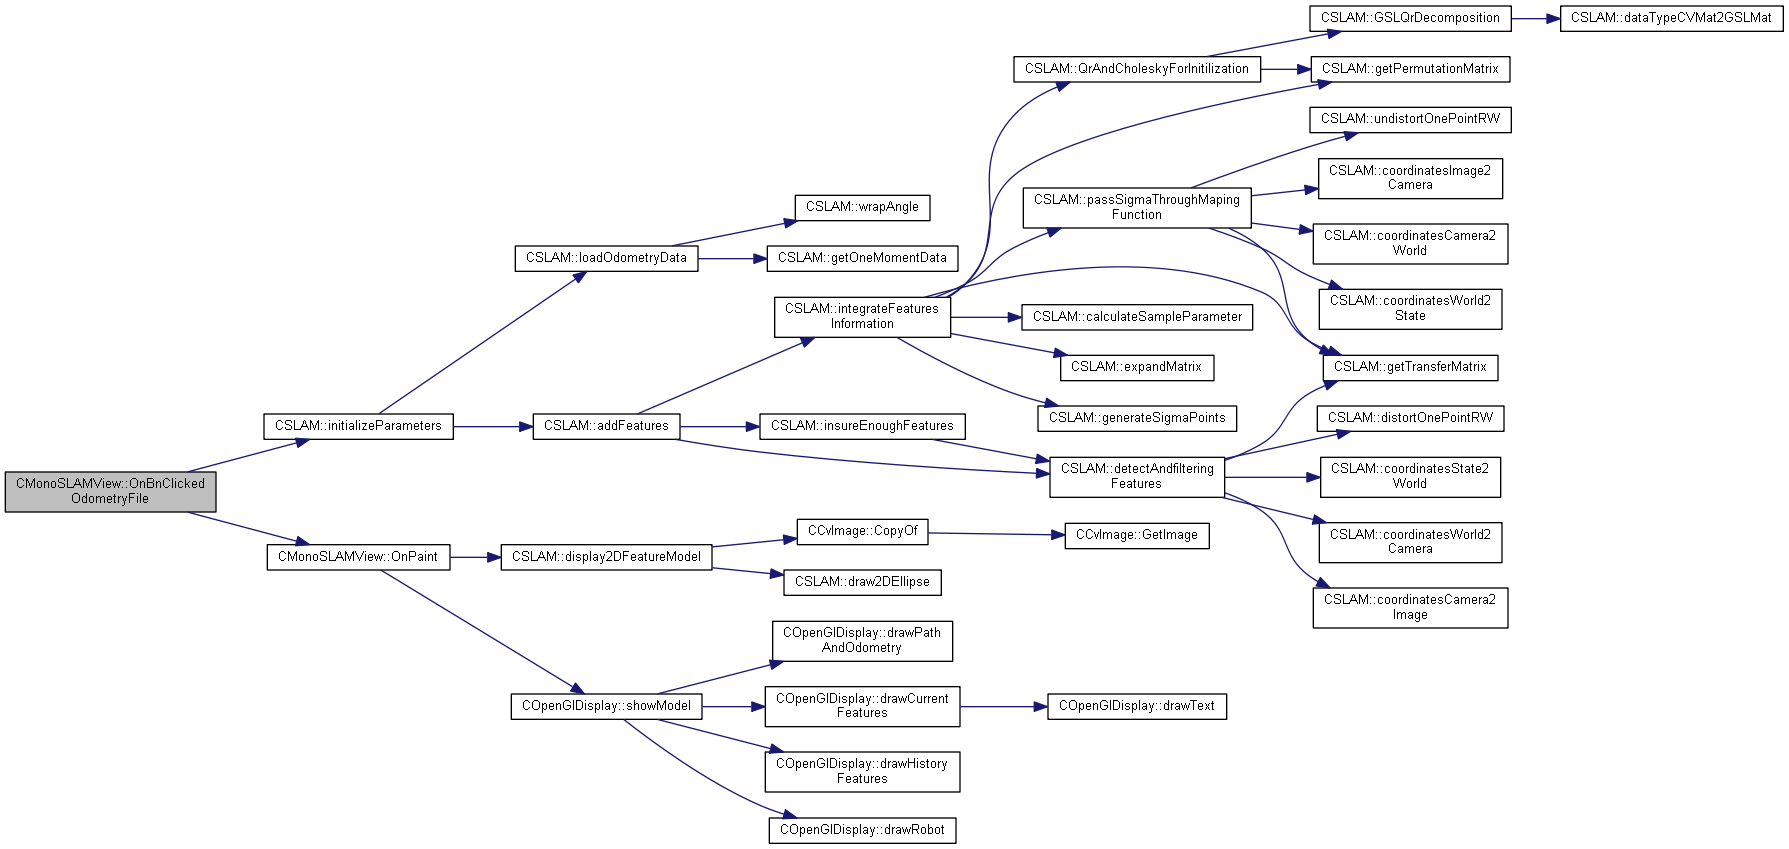 CSLAM::GSLQrDecomposition
CSLAM::dataTypeCVMat2GSLMat
CSLAM::QrAndCholeskyForInitilization
CSLAM::getPermutationMatrix
CSLAM::undistortOnePointRW
CSLAM::coordinatesImage2
Camera
CSLAM::wrapAngle
CSLAM::passSigmaThroughMaping
Function
CSLAM::coordinatesCamera2
World
CSLAM::loadOdometryData
CSLAM::getOneMomentData
CSLAM::coordinatesWorld2
State
CSLAM::integrateFeatures
Information
CSLAM::calculateSampleParameter
CSLAM::expandMatrix
CSLAM::getTransferMatrix
CSLAM::generateSigmaPoints
CSLAM::distortOnePointRW
CSLAM::initializeParameters
CSLAM::addFeatures
CSLAM::insureEnoughFeatures
CSLAM::detectAndfiltering
Features
CSLAM::coordinatesState2
World
CMonoSLAMView::OnBnClicked
OdometryFile
CSLAM::coordinatesWorld2
Camera
CCvImage::CopyOf
CCvImage::GetImage
CMonoSLAMView::OnPaint
CSLAM::display2DFeatureModel
CSLAM::draw2DEllipse
CSLAM::coordinatesCamera2
Image
COpenGlDisplay::drawPath
AndOdometry
COpenGlDisplay::showModel
COpenGlDisplay::drawCurrent
Features
COpenGlDisplay::drawText
COpenGlDisplay::drawHistory
Features
COpenGlDisplay::drawRobot